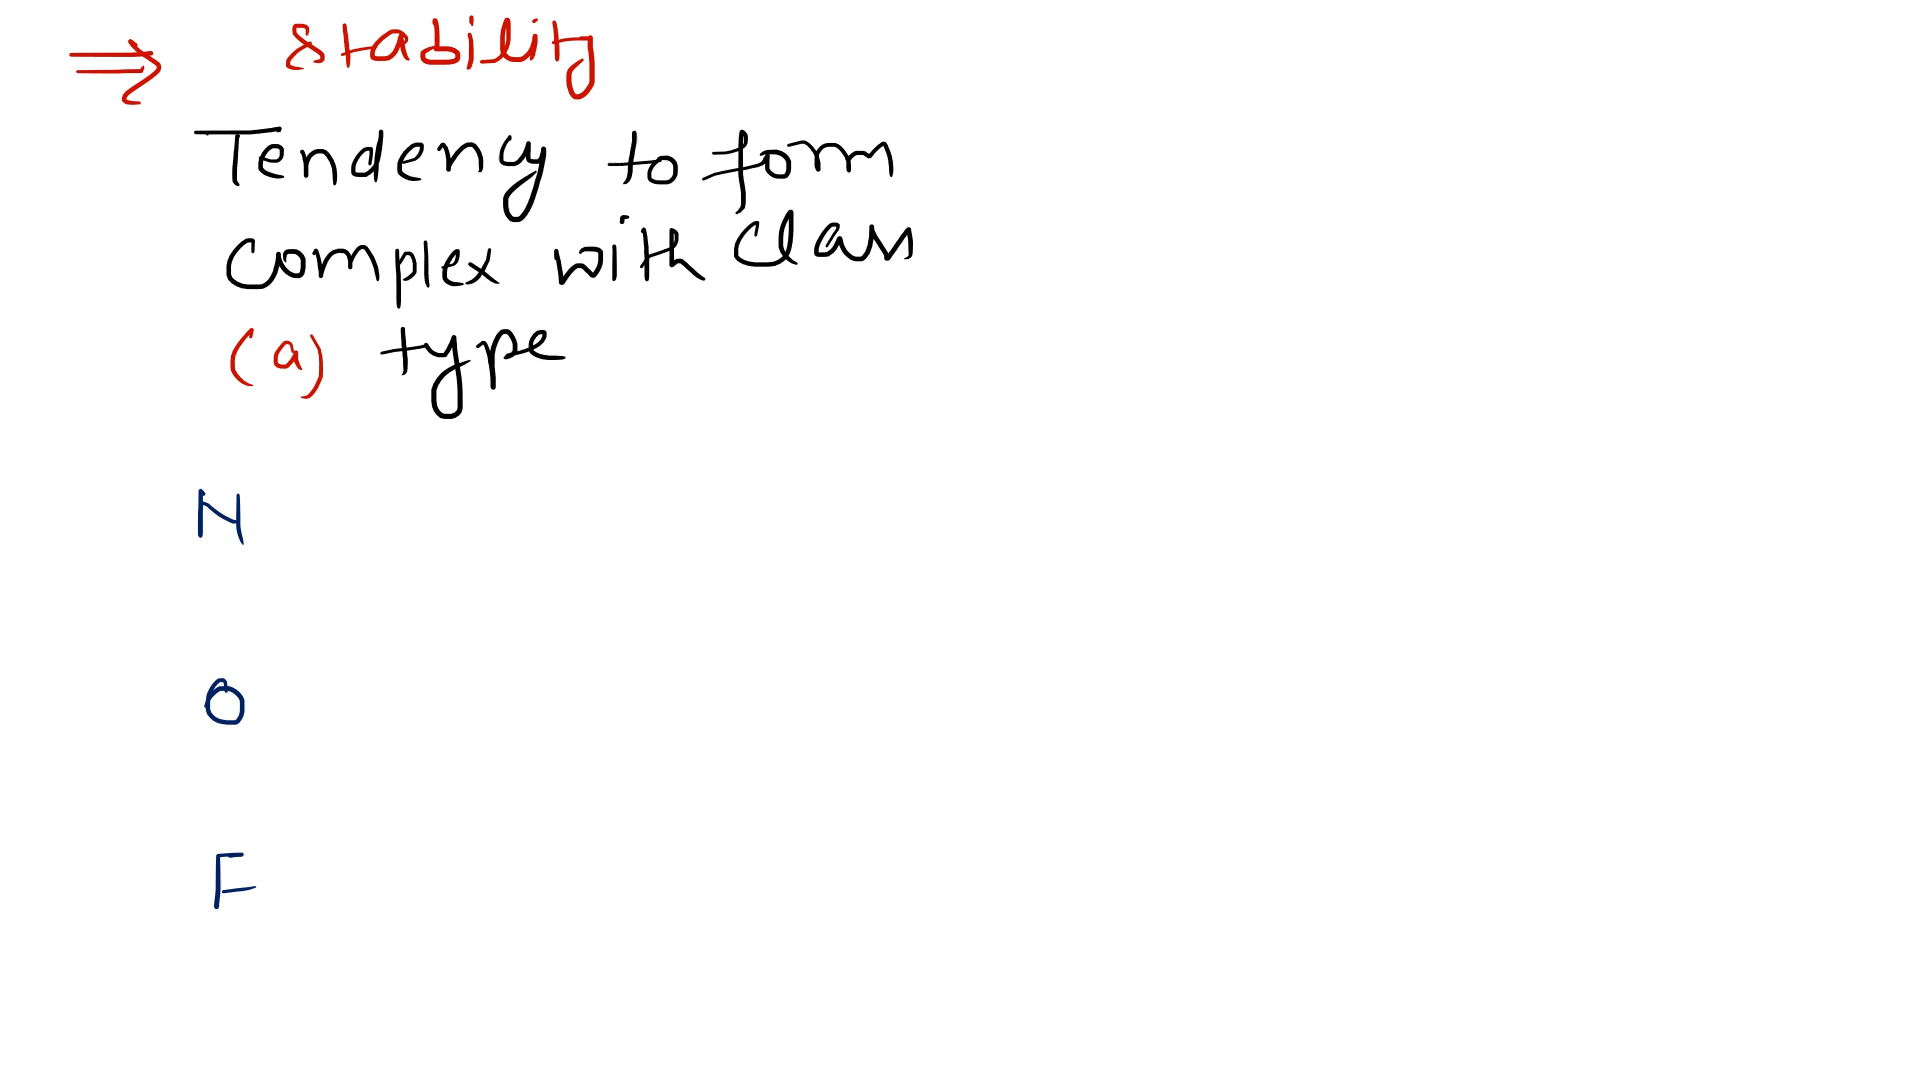 ⇒ Stability
Tendency to form
complex with class
(a) type
N
O
F